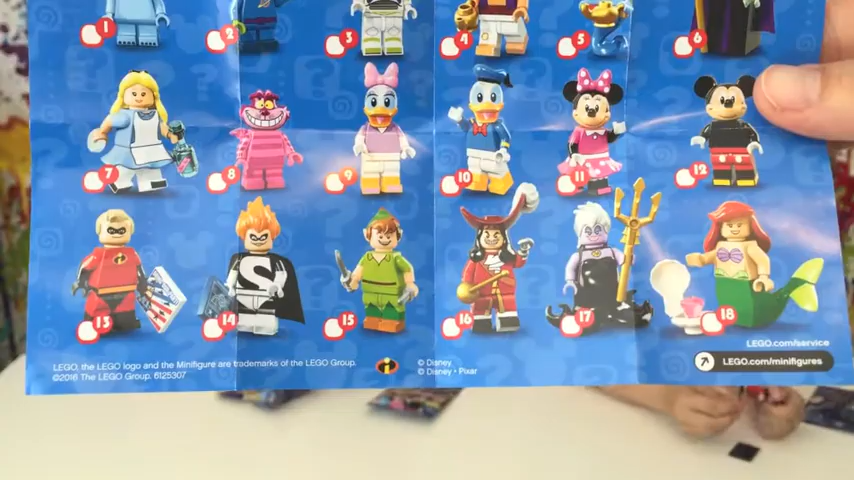 1 2 3 4 5 6
7 8 9 10 11 12
13 14 15 16 17 18
LEGO.com/service
LEGO, the LEGO logo and the Minifigure are trademarks of the LEGO Group.
©2016 The LEGO Group. 6125307
© Disney
© Disney • Pixar
LEGO.com/minifigures